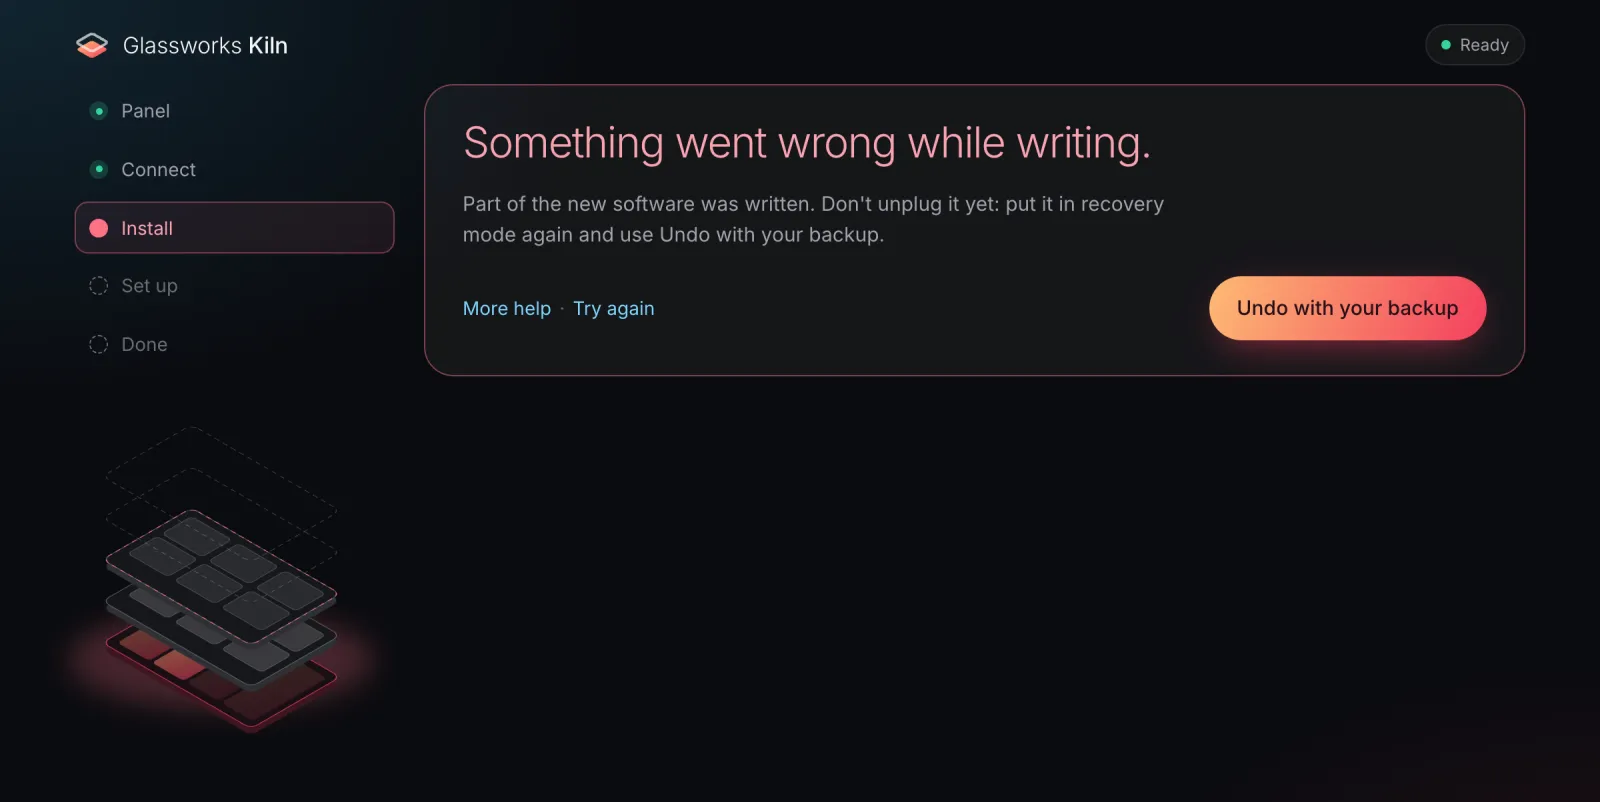 Glassworks Kiln
Ready
Panel
Connect
Install
Set up
Done
Something went wrong while writing.
Part of the new software was written. Don't unplug it yet: put it in recovery
mode again and use Undo with your backup.
More help · Try again
Undo with your backup